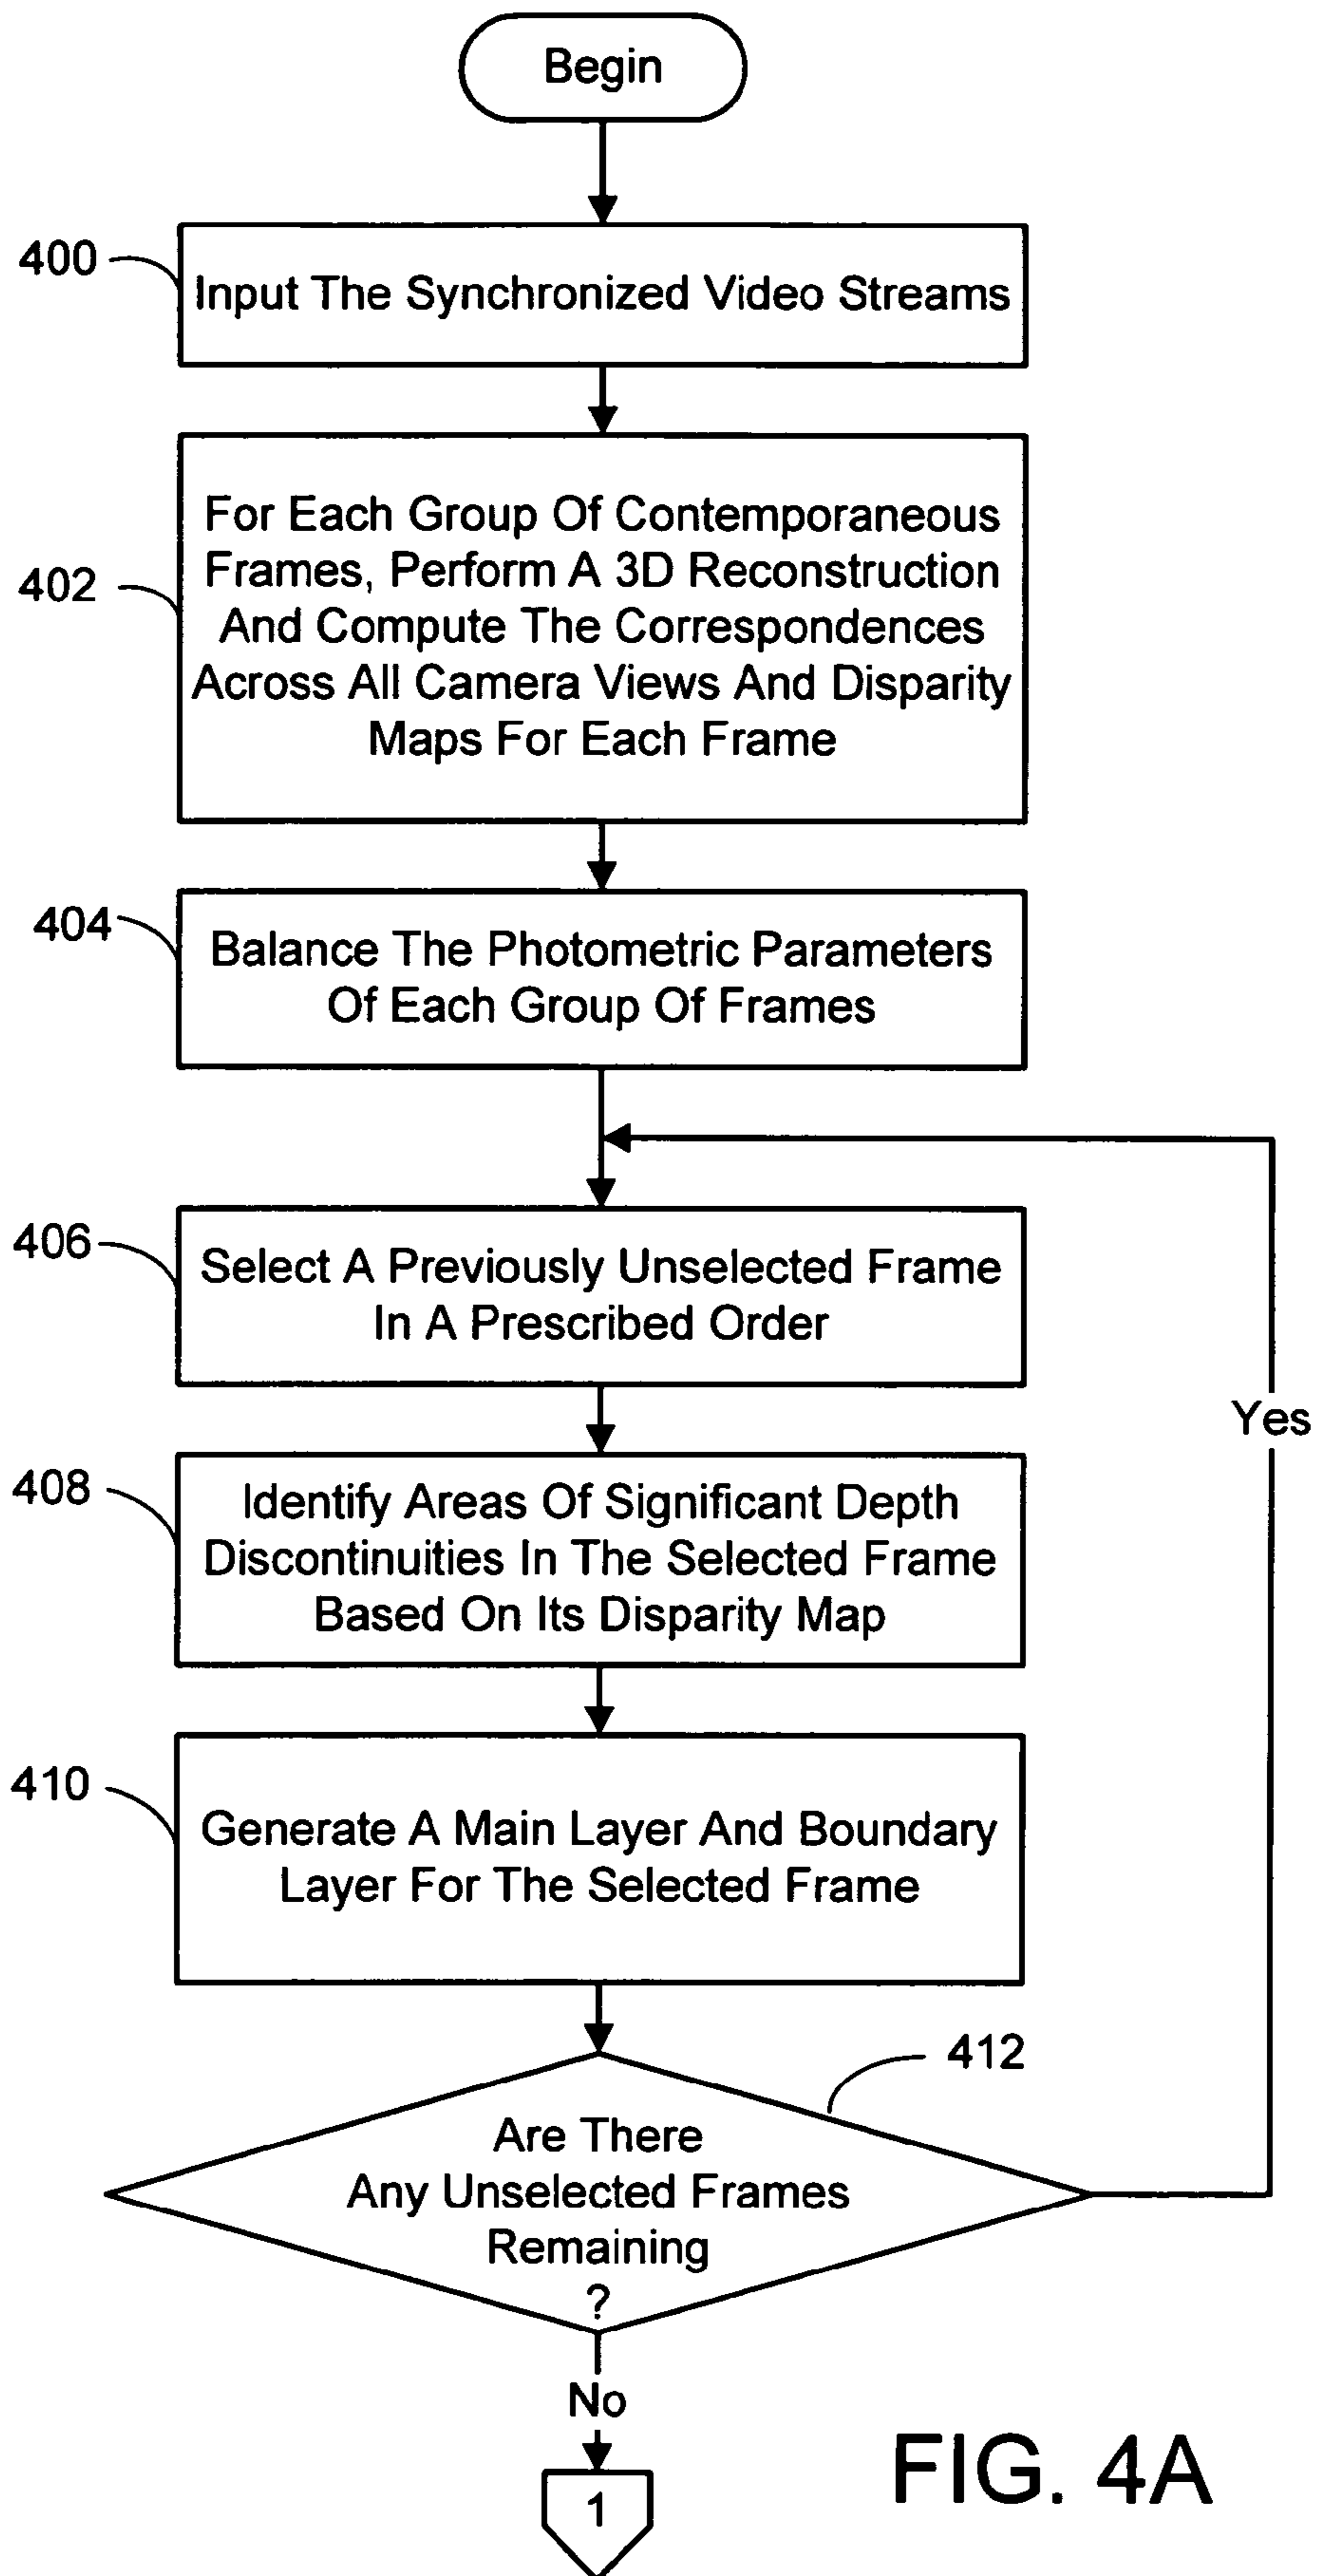 Begin
400
Input The Synchronized Video Streams
402
For Each Group Of Contemporaneous
Frames, Perform A 3D Reconstruction
And Compute The Correspondences
Across All Camera Views And Disparity
Maps For Each Frame
404
Balance The Photometric Parameters
Of Each Group Of Frames
406
Select A Previously Unselected Frame
In A Prescribed Order
Yes
408
Identify Areas Of Significant Depth
Discontinuities In The Selected Frame
Based On Its Disparity Map
410
Generate A Main Layer And Boundary
Layer For The Selected Frame
412
Are There
Any Unselected Frames
Remaining
?
No
1
FIG. 4A